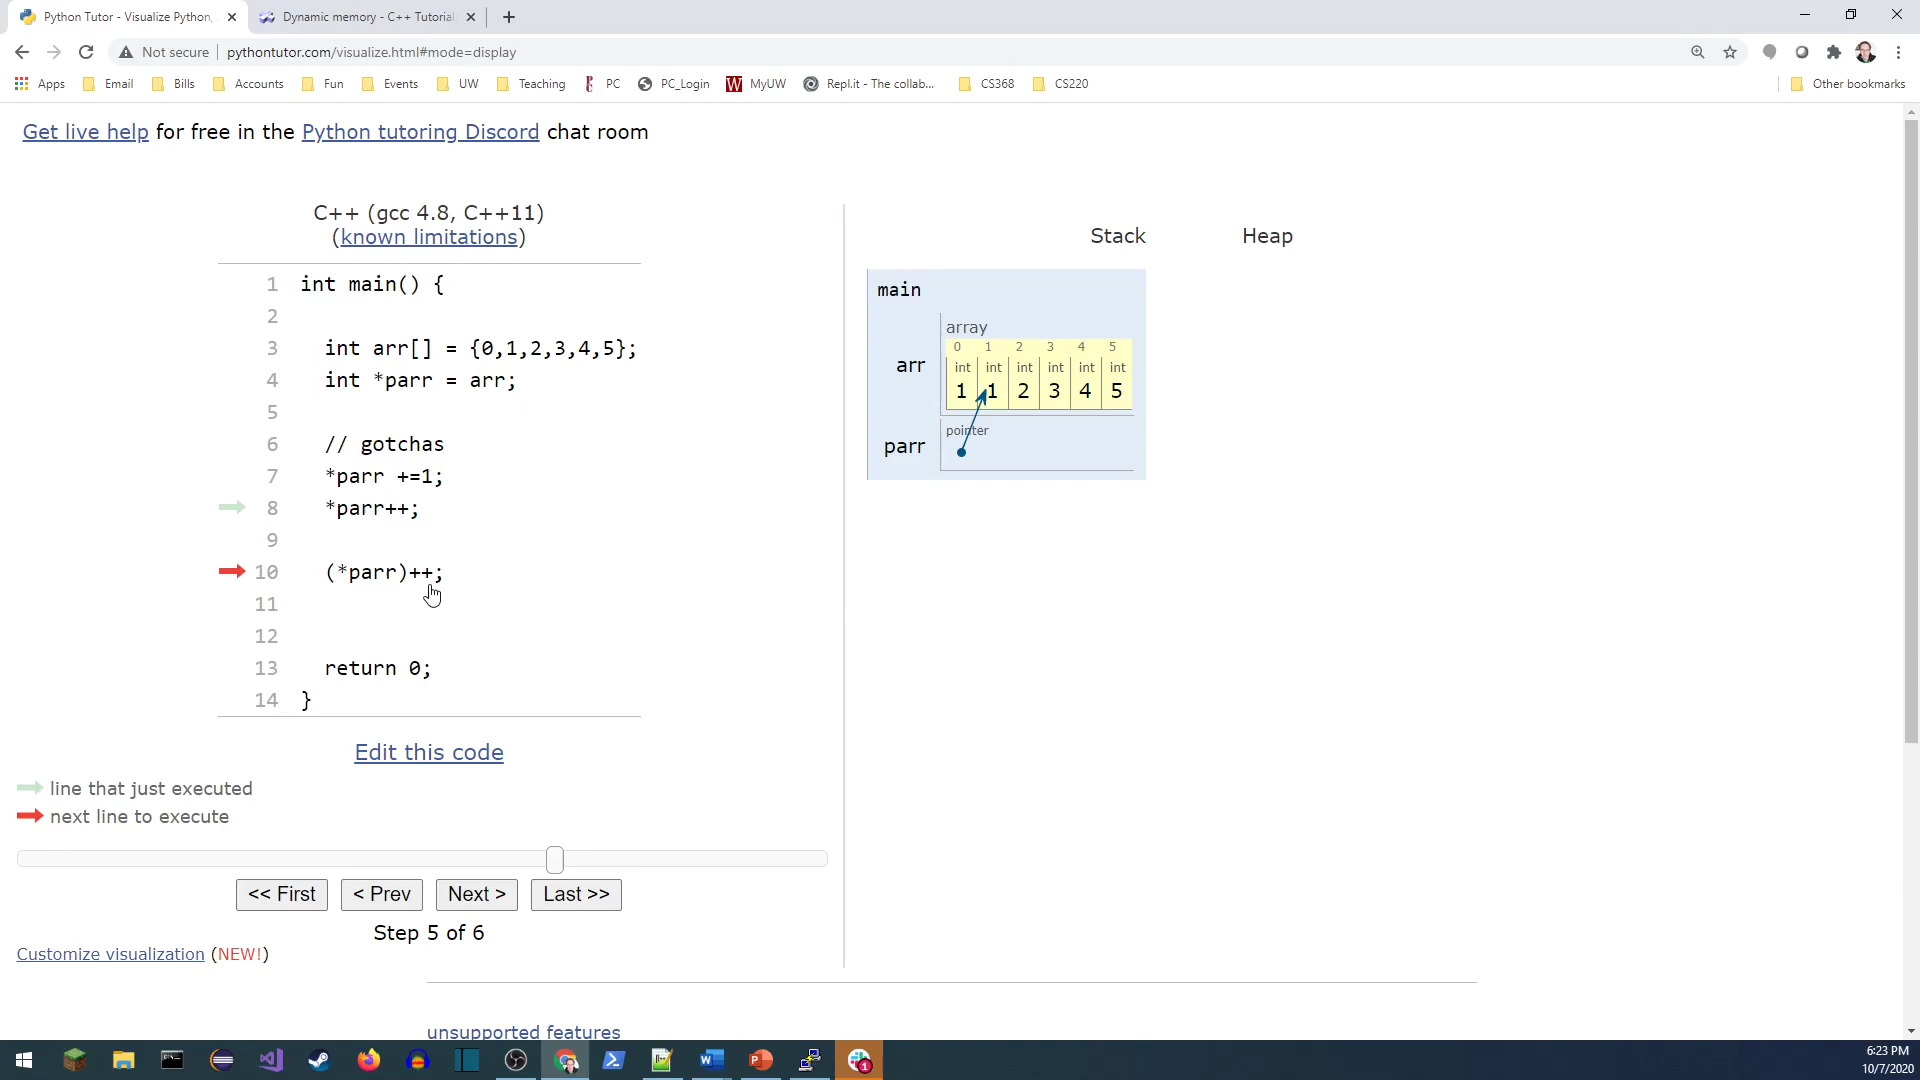 Python Tutor - Visualize Python,
Dynamic memory - C++ Tutorial
Not secure
pythontutor.com/visualize.html#mode=display
Apps
Email
Bills
Accounts
Fun
Events
UW
Teaching
PC
PC_Login
MyUW
Repl.it - The collab...
CS368
CS220
Other bookmarks
Get live help for free in the Python tutoring Discord chat room
C++ (gcc 4.8, C++11)
(known limitations)
1 int main() {
2
3 int arr[] = {0,1,2,3,4,5};
4 int *parr = arr;
5
6 // gotchas
7 *parr +=1;
8 *parr++;
9
10 (*parr)++;
11
12
13 return 0;
14 }
Edit this code
line that just executed
next line to execute
<< First
< Prev
Next >
Last >>
Step 5 of 6
Customize visualization (NEW!)
Stack
Heap
main
array
0 1 2 3 4 5
arr
int int int int int int
1 1 2 3 4 5
pointer
parr
unsupported features
6:23 PM
10/7/2020